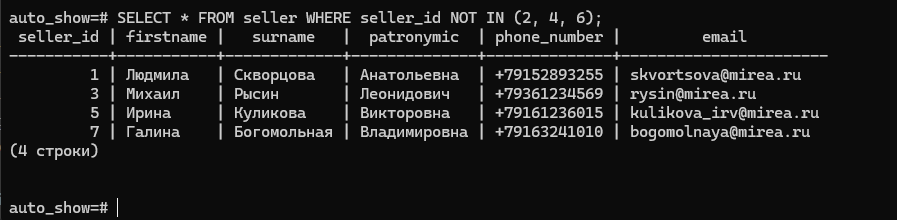 auto_show=# SELECT * FROM seller WHERE seller_id NOT IN (2, 4, 6);
 seller_id | firstname |  surname   |  patronymic  | phone_number |         email
-----------+-----------+------------+--------------+--------------+-----------------------
         1 | Людмила   | Скворцова  | Анатольевна  | +79152893255 | skvortsova@mirea.ru
         3 | Михаил    | Рысин      | Леонидович   | +79361234569 | rysin@mirea.ru
         5 | Ирина     | Куликова   | Викторовна   | +79161236015 | kulikova_irv@mirea.ru
         7 | Галина    | Богомольная | Владимировна | +79163241010 | bogomolnaya@mirea.ru
(4 строки)
auto_show=#